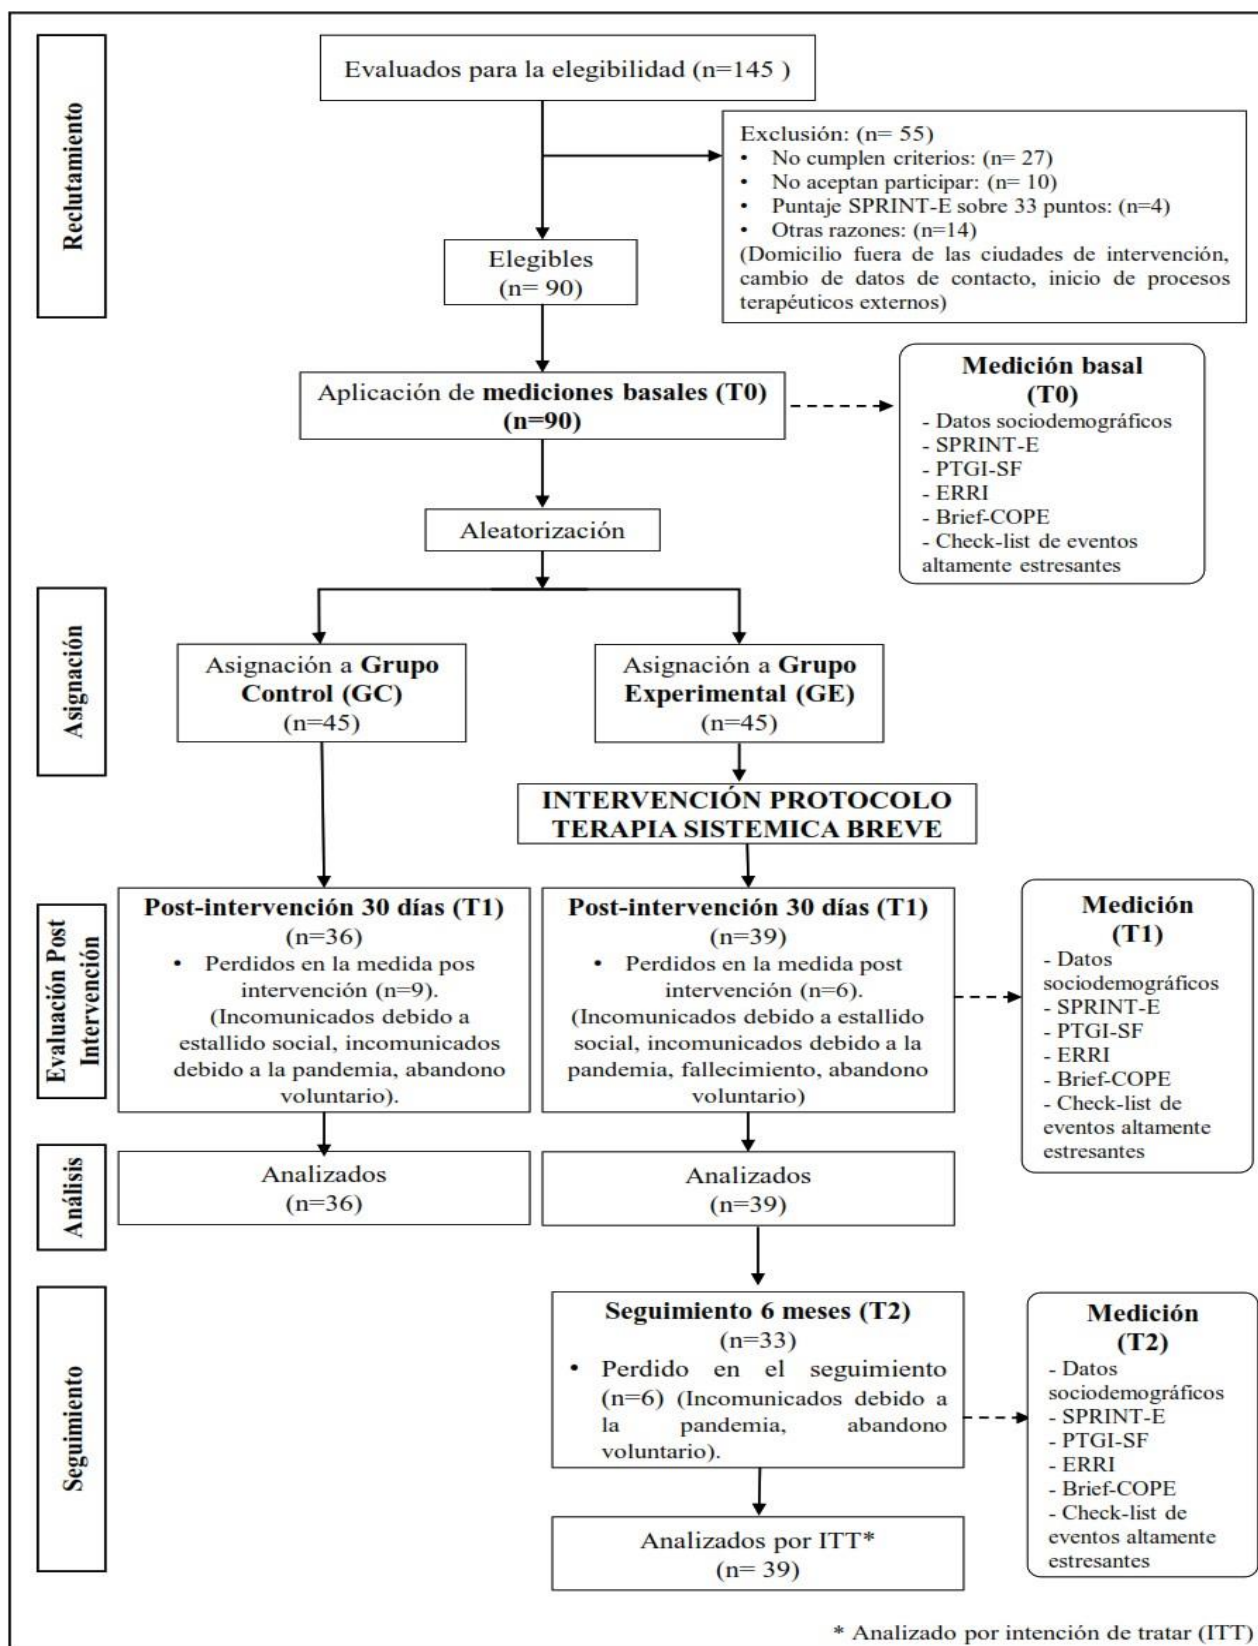 Reclutamiento
Evaluados para la elegibilidad (n=145 )
Exclusión: (n= 55)
• No cumplen criterios: (n= 27)
• No aceptan participar: (n= 10)
• Puntaje SPRINT-E sobre 33 puntos: (n=4)
• Otras razones: (n=14)
(Domicilio fuera de las ciudades de intervención,
cambio de datos de contacto, inicio de procesos
terapéuticos externos)
Elegibles
(n= 90)
Aplicación de mediciones basales (T0)
(n=90)
Medición basal
(T0)
- Datos sociodemográficos
- SPRINT-E
- PTGI-SF
- ERRI
- Brief-COPE
- Check-list de eventos
altamente estresantes
Aleatorización
Asignación
Asignación a Grupo
Control (GC)
(n=45)
Asignación a Grupo
Experimental (GE)
(n=45)
INTERVENCIÓN PROTOCOLO
TERAPIA SISTEMICA BREVE
Evaluación Post
Intervención
Post-intervención 30 días (T1)
(n=36)
• Perdidos en la medida pos
intervención (n=9).
(Incomunicados debido a
estallido social, incomunicados
debido a la pandemia, abandono
voluntario).
Post-intervención 30 días (T1)
(n=39)
• Perdidos en la medida post
intervención (n=6).
(Incomunicados debido a estallido
social, incomunicados debido a la
pandemia, fallecimiento, abandono
voluntario)
Medición
(T1)
- Datos
sociodemográficos
- SPRINT-E
- PTGI-SF
- ERRI
- Brief-COPE
- Check-list de
eventos altamente
estresantes
Análisis
Analizados
(n=36)
Analizados
(n=39)
Seguimiento
Seguimiento 6 meses (T2)
(n=33)
• Perdido en el seguimiento
(n=6) (Incomunicados debido a
la pandemia, abandono
voluntario).
Medición
(T2)
- Datos
sociodemográficos
- SPRINT-E
- PTGI-SF
- ERRI
- Brief-COPE
- Check-list de
eventos altamente
estresantes
Analizados por ITT*
(n= 39)
* Analizado por intención de tratar (ITT)